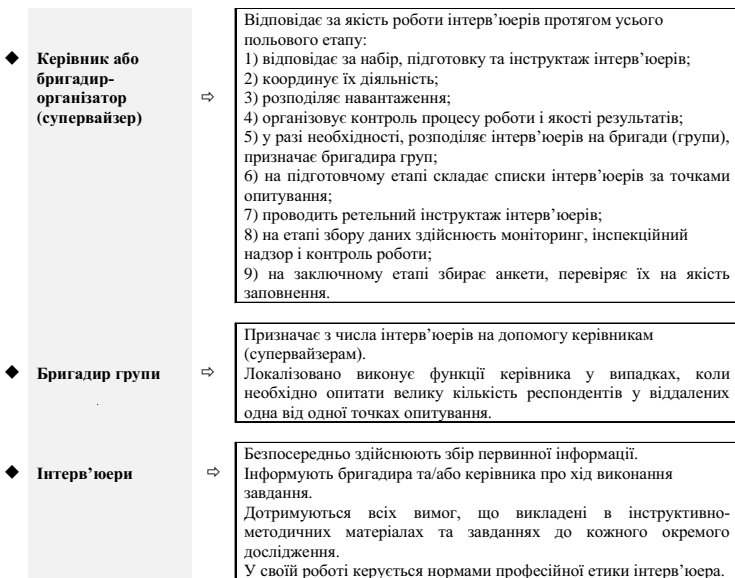 Відповідає за якість роботи інтерв’юерів протягом усього
польового етапу:
◆ Керівник або
бригадир-
організатор
(супервайзер)
⇨
1) відповідає за набір, підготовку та інструктаж інтерв’юерів;
2) координує їх діяльність;
3) розподіляє навантаження;
4) організовує контроль процесу роботи і якості результатів;
5) у разі необхідності, розподіляє інтерв’юерів на бригади (групи),
призначає бригадира груп;
6) на підготовчому етапі складає списки інтерв’юерів за точками
опитування;
7) проводить ретельний інструктаж інтерв’юерів;
8) на етапі збору даних здійснюєть моніторинг, інспекційний
надзор і контроль роботи;
9) на заключному етапі збирає анкети, перевіряє їх на якість
заповнення.
◆ Бригадир групи
⇨
Призначає з числа інтерв’юерів на допомогу керівникам
(супервайзерам).
Локалізовано виконує функції керівника у випадках, коли
необхідно опитати велику кількість респондентів у віддалених
одна від одної точках опитування.
◆ Інтерв’юери
⇨
Безпосередньо здійснюють збір первинної інформації.
Інформують бригадира та/або керівника про хід виконання
завдання.
Дотримуються всіх вимог, що викладені в інструктивно-
методичних матеріалах та завданнях до кожного окремого
дослідження.
У своїй роботі керується нормами професійної етики інтерв’юера.